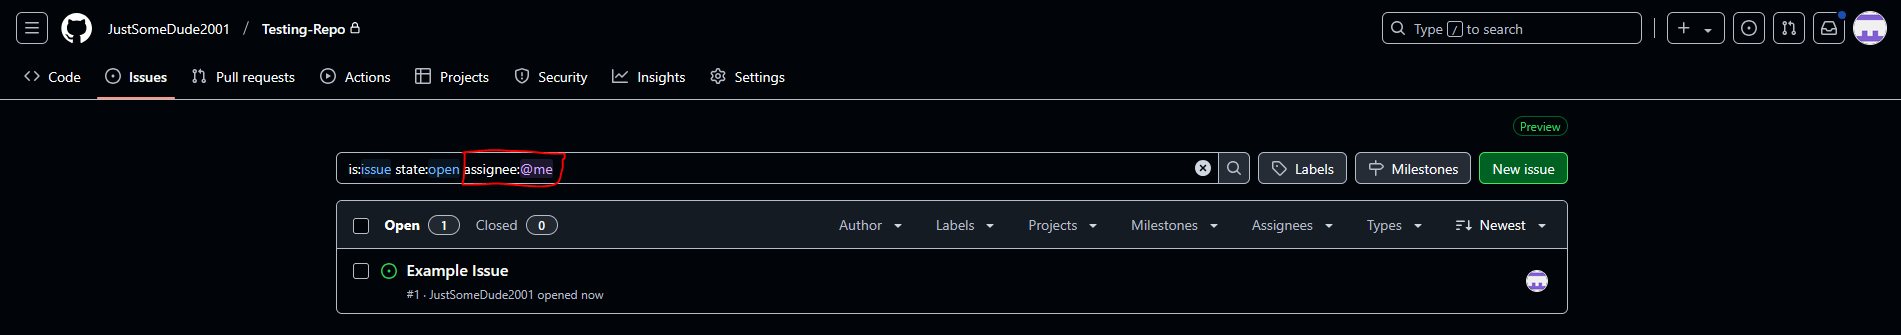 JustSomeDude2001 / Testing-Repo Type / to search
Code Issues Pull requests Actions Projects Security Insights Settings
Preview
is:issue state:open assignee:@me Labels Milestones New issue
Open 1 Closed 0 Author Labels Projects Milestones Assignees Types Newest
Example Issue
#1 · JustSomeDude2001 opened now